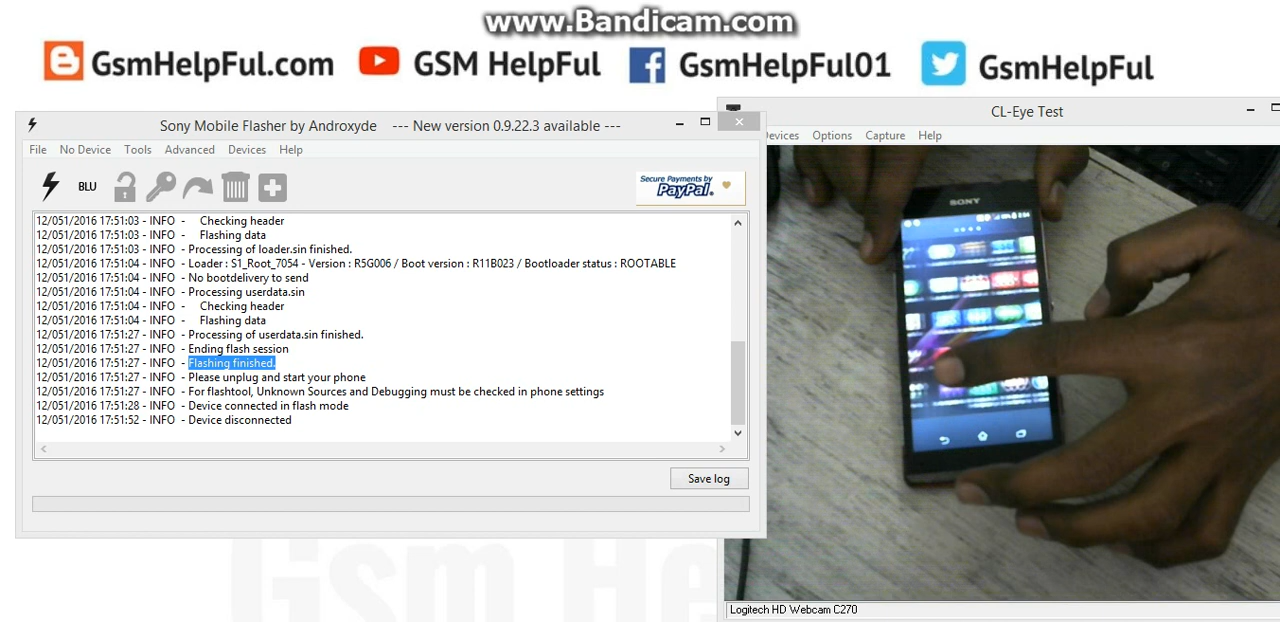 www.Bandicam.com
GsmHelpFul.com GSM HelpFul GsmHelpFul01 GsmHelpFul
Sony Mobile Flasher by Androxyde --- New version 0.9.22.3 available ---
File No Device Tools Advanced Devices Help
BLU
Secure Payments by
PayPal
12/051/2016 17:51:03 - INFO - Checking header
12/051/2016 17:51:03 - INFO - Flashing data
12/051/2016 17:51:03 - INFO - Processing of loader.sin finished.
12/051/2016 17:51:04 - INFO - Loader : S1_Root_7054 - Version : R5G006 / Boot version : R11B023 / Bootloader status : ROOTABLE
12/051/2016 17:51:04 - INFO - No bootdelivery to send
12/051/2016 17:51:04 - INFO - Processing userdata.sin
12/051/2016 17:51:04 - INFO - Checking header
12/051/2016 17:51:04 - INFO - Flashing data
12/051/2016 17:51:27 - INFO - Processing of userdata.sin finished.
12/051/2016 17:51:27 - INFO - Ending flash session
12/051/2016 17:51:27 - INFO - Flashing finished.
12/051/2016 17:51:27 - INFO - Please unplug and start your phone
12/051/2016 17:51:27 - INFO - For flashtool, Unknown Sources and Debugging must be checked in phone settings
12/051/2016 17:51:28 - INFO - Device connected in flash mode
12/051/2016 17:51:52 - INFO - Device disconnected
Save log
CL-Eye Test
evices Options Capture Help
SONY
Logitech HD Webcam C270
Gsm He